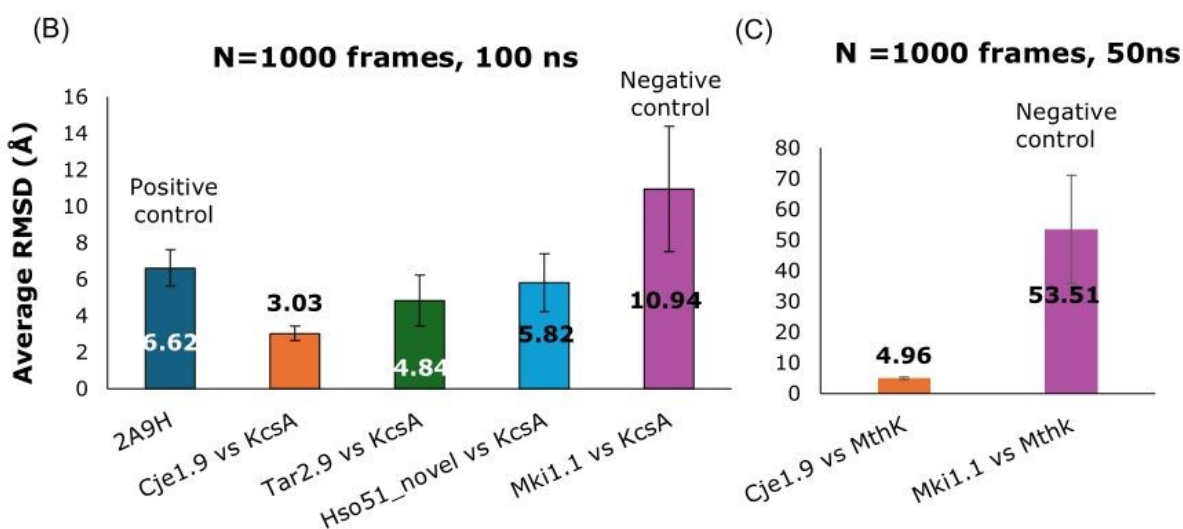 (B)
N=1000 frames, 100 ns
Average RMSD (Å)
16
14
12
10
8
6
4
2
0
Positive
control
Negative
control
6.62
3.03
4.84
5.82
10.94
2A9H
Cje1.9 vs KcsA
Tar2.9 vs KcsA
Hso51_novel vs KcsA
Mki1.1 vs KcsA
(C)
N =1000 frames, 50ns
Negative
control
80
70
60
50
40
30
20
10
0
4.96
53.51
Cje1.9 vs MthK
Mki1.1 vs Mthk